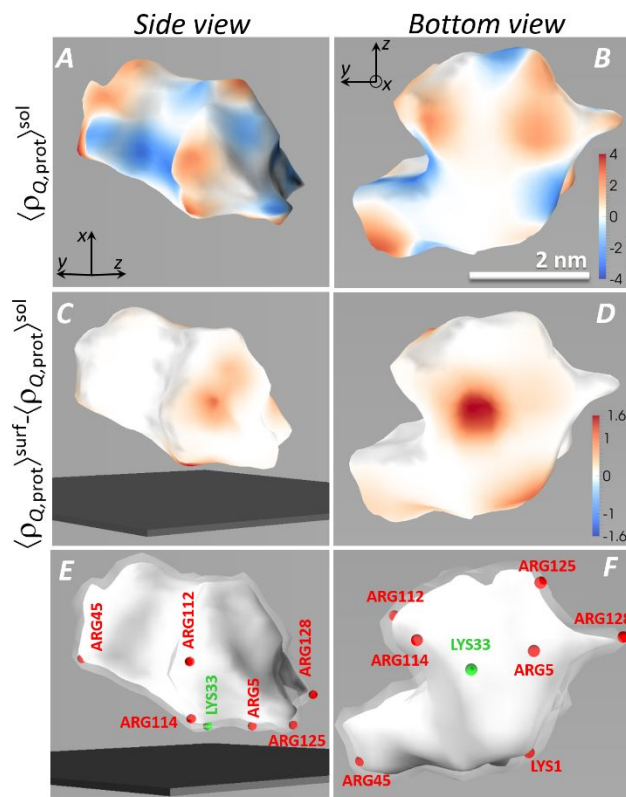 Side view
Bottom view
A
B
z
y
x
⟨ρQ,prot⟩sol
4
2
0
-2
-4
x
y
z
2 nm
C
D
⟨ρQ,prot⟩surf-⟨ρQ,prot⟩sol
1.6
1
0
-1
-1.6
E
F
ARG45
ARG112
LYS33
ARG5
ARG128
ARG114
ARG125
ARG125
ARG112
ARG128
LYS33
ARG114
ARG5
LYS1
ARG45